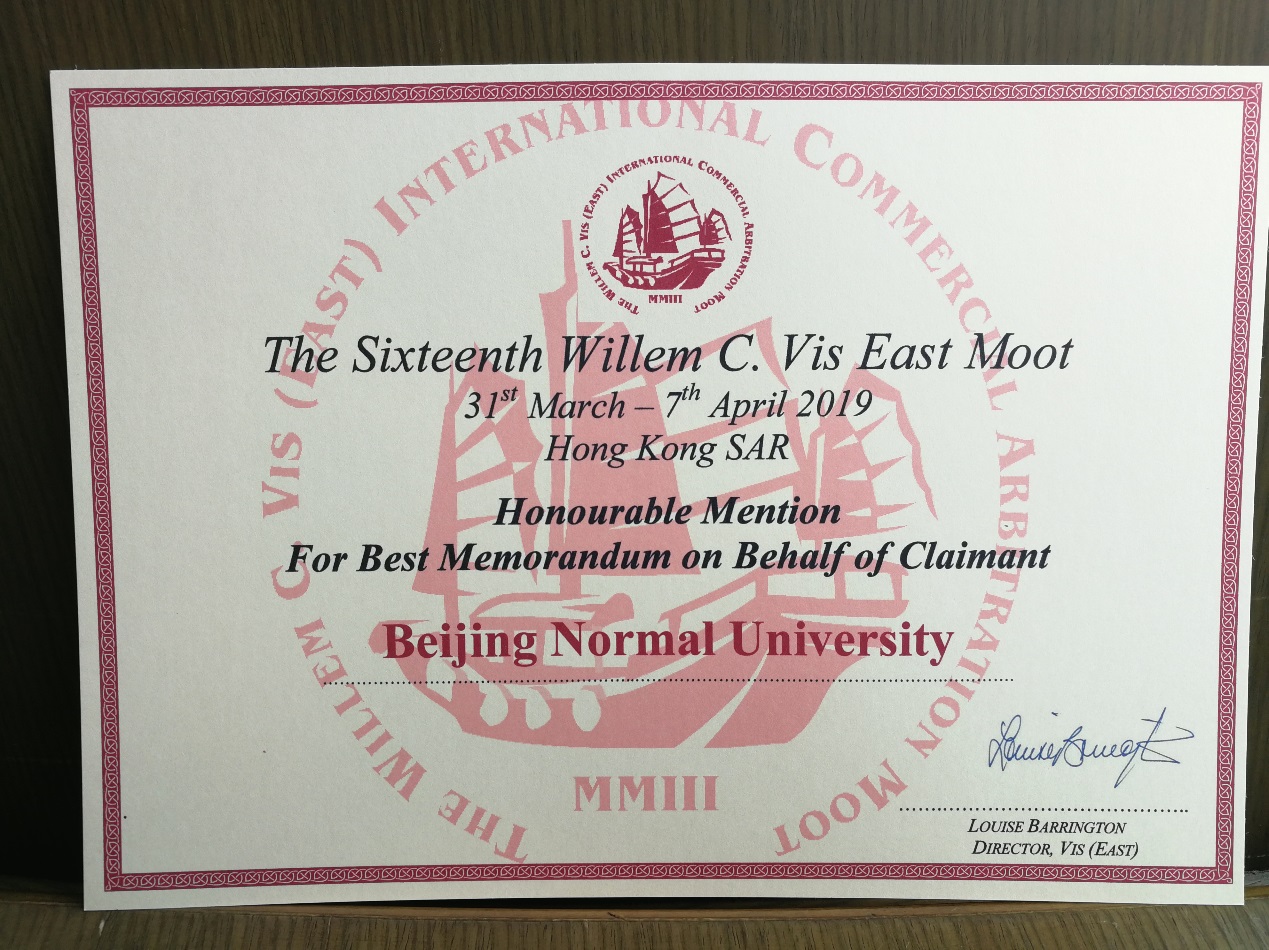 THE WILLEM C. VIS (EAST) INTERNATIONAL COMMERCIAL ARBITRATION MOOT
MMIII
THE WILLEM C. VIS (EAST) INTERNATIONAL COMMERCIAL ARBITRATION MOOT
MMIII
The Sixteenth Willem C. Vis East Moot
31st March – 7th April 2019
Hong Kong SAR
Honourable Mention
For Best Memorandum on Behalf of Claimant
Beijing Normal University
Louise Barrington
LOUISE BARRINGTON
DIRECTOR, VIS (EAST)